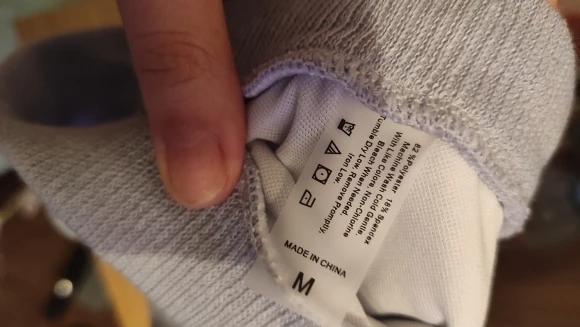 82%Polyester 18% Spandex
Machine Wash Cold Gentle.
With Like Colors Non-Chlorine
Bleach When Needed.
Tumble Dry Low. Remove Promptly.
Iron Low.
MADE IN CHINA
M